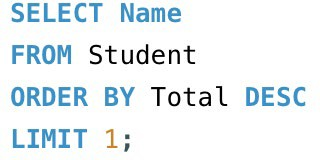 SELECT Name
FROM Student
ORDER BY Total DESC
LIMIT 1;